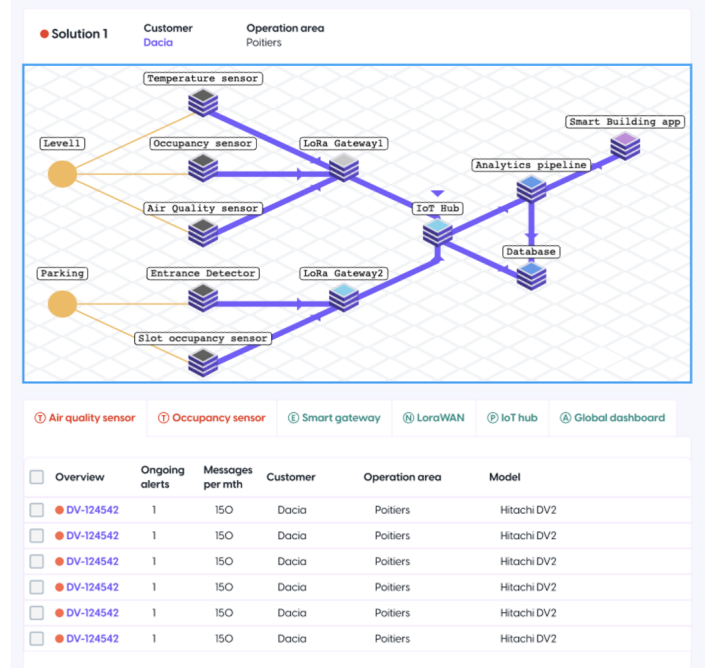 Solution 1
Customer
Dacia
Operation area
Poitiers
Temperature sensor
Smart Building app
Level1
Occupancy sensor
LoRa Gateway1
Analytics pipeline
Air Quality sensor
IoT Hub
Database
Parking
Entrance Detector
LoRa Gateway2
Slot occupancy sensor
T Air quality sensor
T Occupancy sensor
E Smart gateway
N LoraWAN
P IoT hub
A Global dashboard
Overview
Ongoing
alerts
Messages
per mth
Customer
Operation area
Model
DV-124542 1 150 Dacia Poitiers Hitachi DV2
DV-124542 1 150 Dacia Poitiers Hitachi DV2
DV-124542 1 150 Dacia Poitiers Hitachi DV2
DV-124542 1 150 Dacia Poitiers Hitachi DV2
DV-124542 1 150 Dacia Poitiers Hitachi DV2
DV-124542 1 150 Dacia Poitiers Hitachi DV2